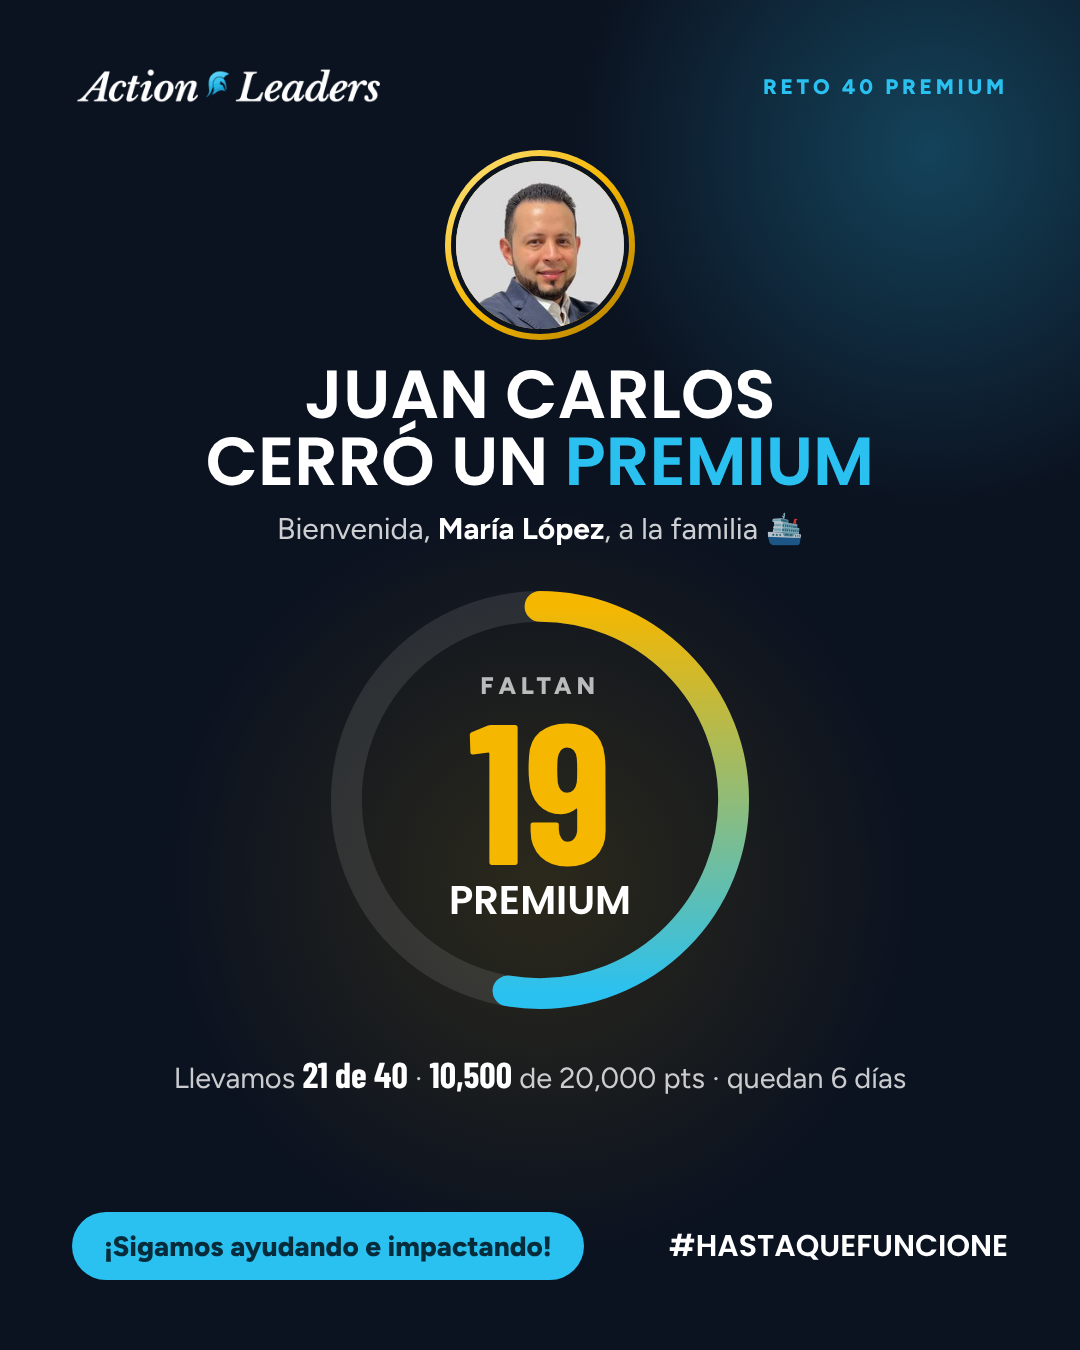 Action Leaders
RETO 40 PREMIUM
JUAN CARLOS
CERRÓ UN PREMIUM
Bienvenida, María López, a la familia 🛳️
FALTAN
19
PREMIUM
Llevamos 21 de 40 · 10,500 de 20,000 pts · quedan 6 días
¡Sigamos ayudando e impactando!
#HASTAQUEFUNCIONE